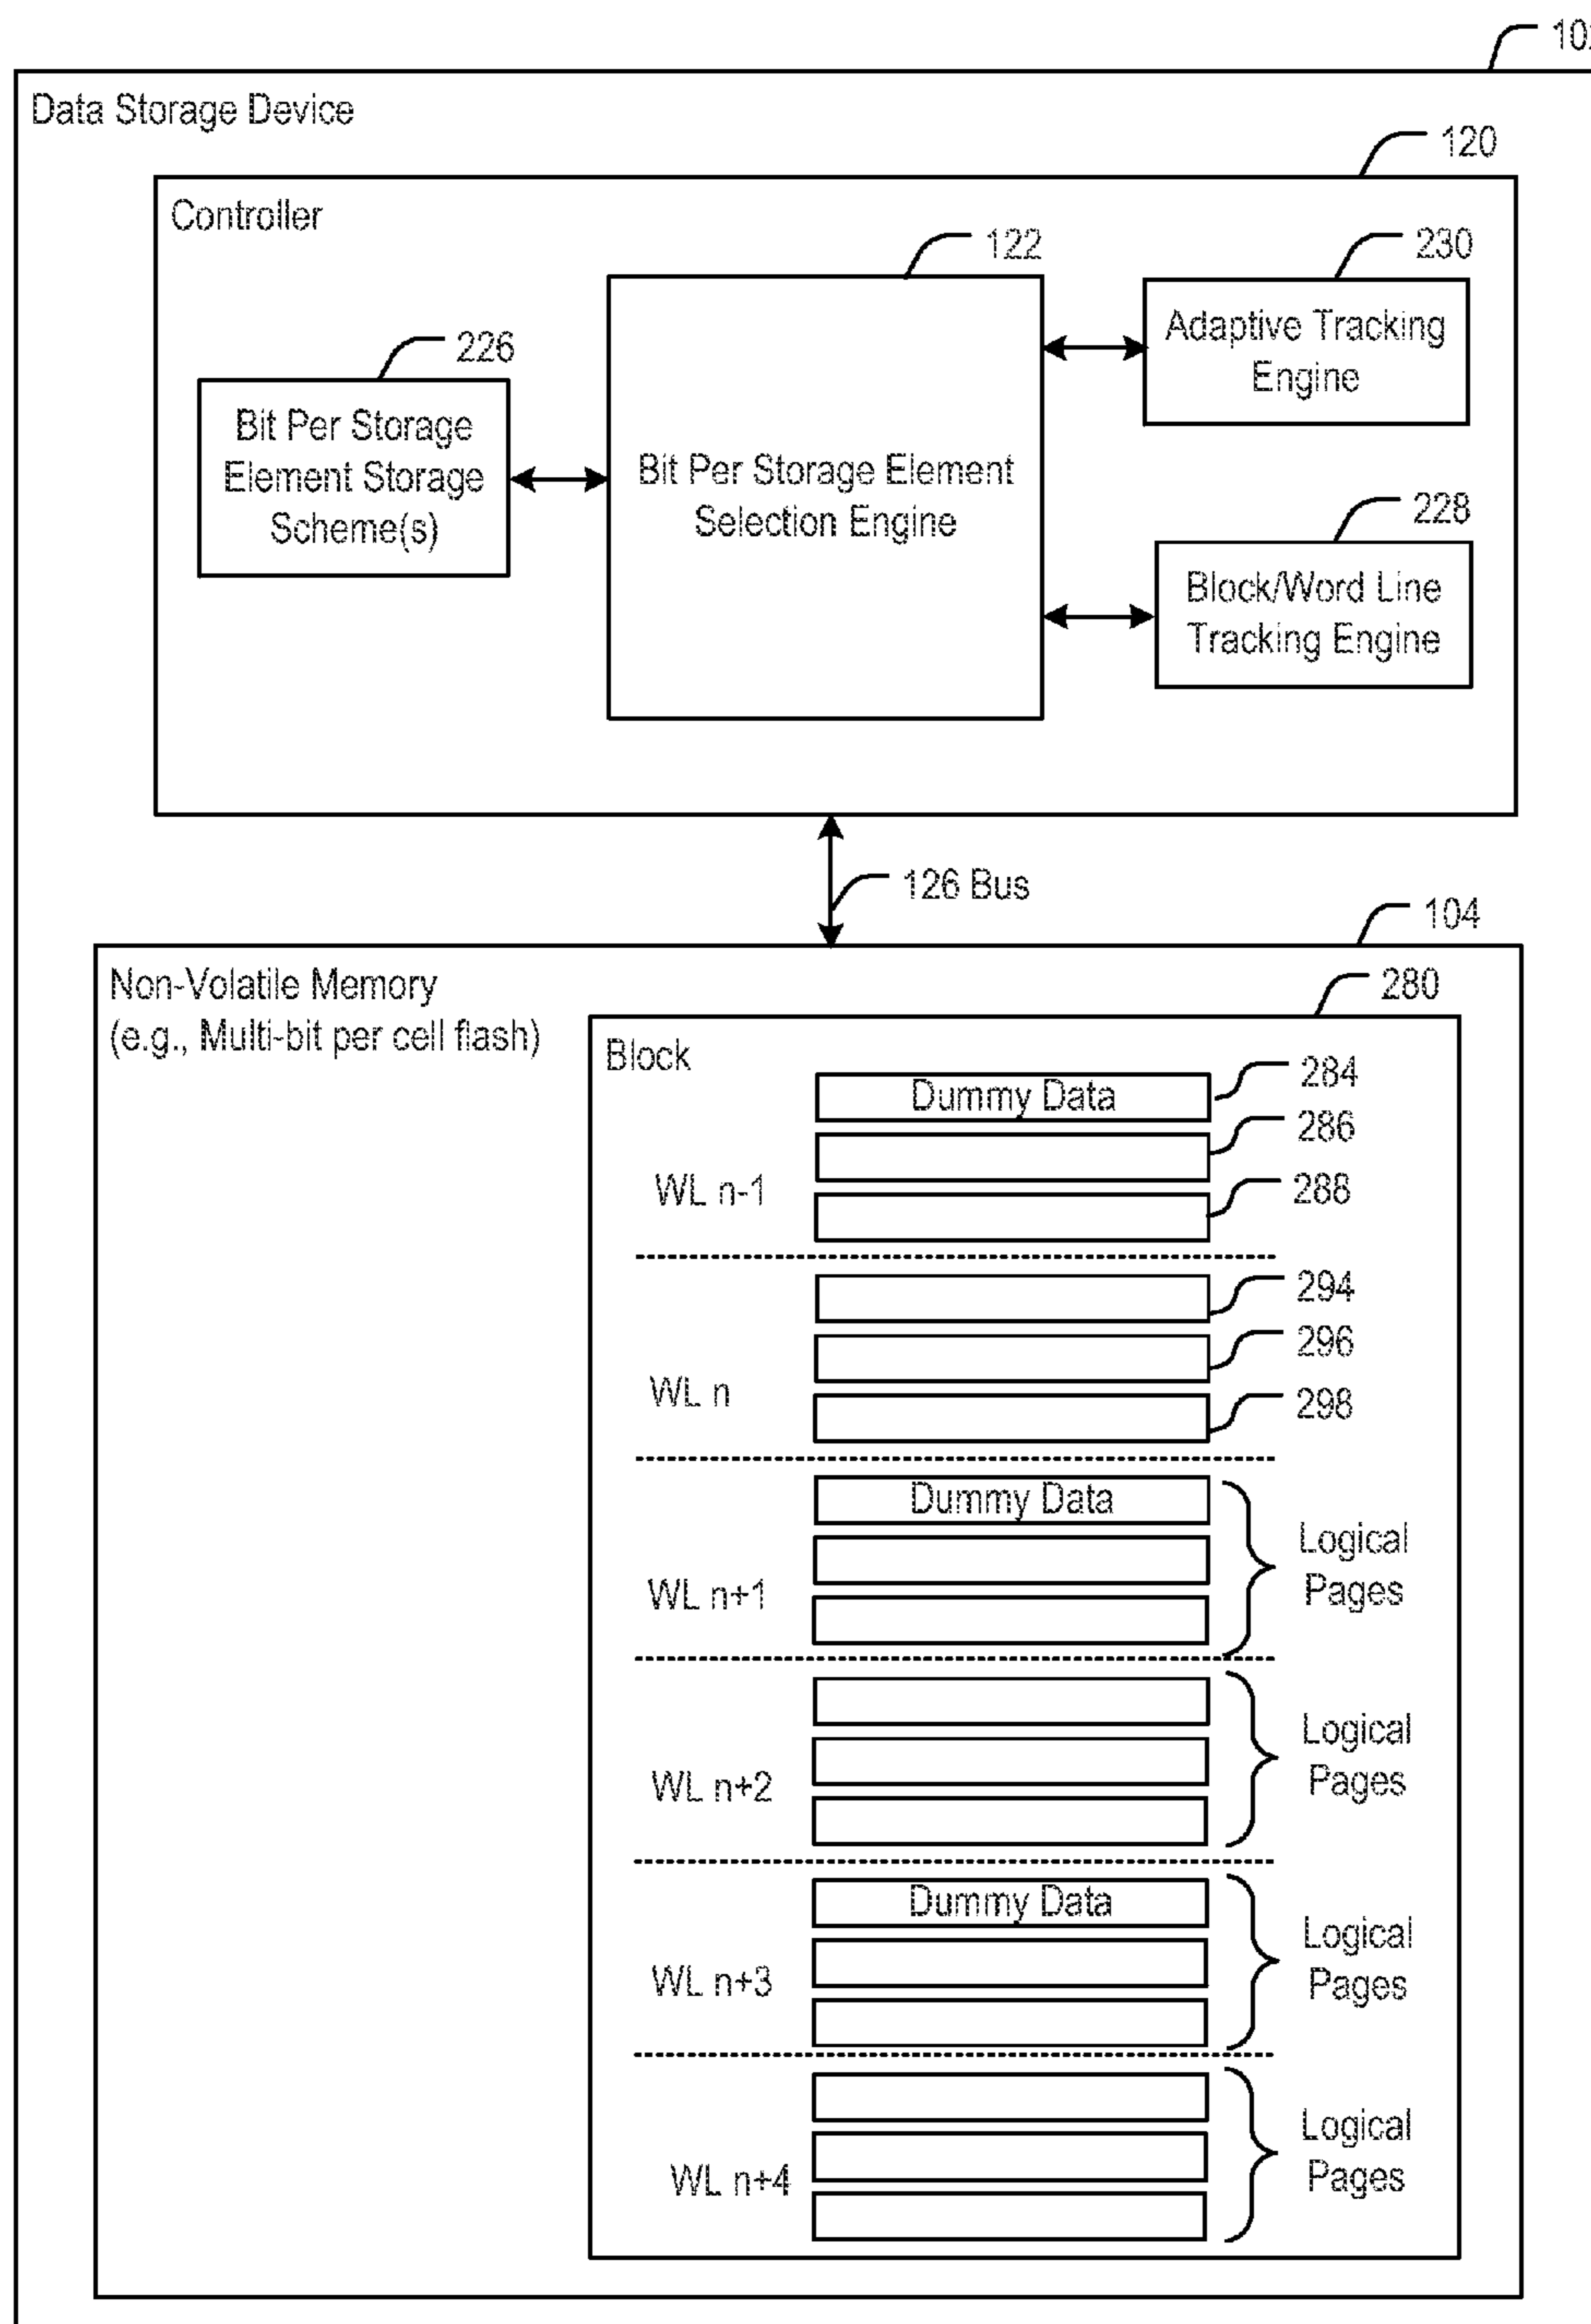 102
Data Storage Device
120
Controller
122
230
226
Adaptive Tracking
Engine
Bit Per Storage
Element Storage
Scheme(s)
Bit Per Storage Element
Selection Engine
228
Block/Word Line
Tracking Engine
126 Bus
104
Non-Volatile Memory
(e.g., Multi-bit per cell flash)
280
Block
Dummy Data
284
286
WL n-1
288
294
296
WL n
298
Dummy Data
WL n+1
Logical
Pages
WL n+2
Logical
Pages
Dummy Data
WL n+3
Logical
Pages
WL n+4
Logical
Pages